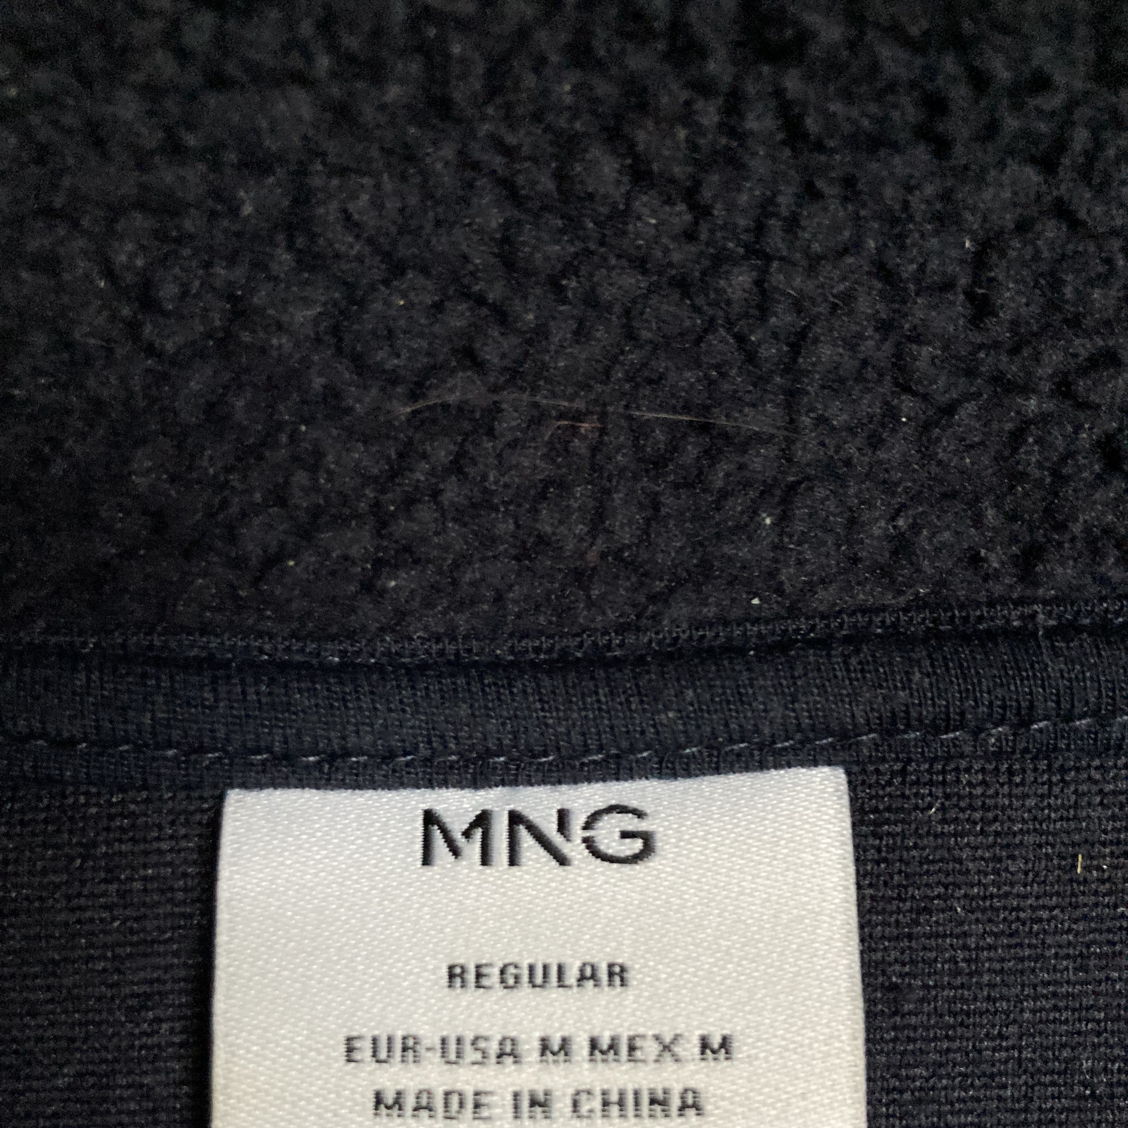 MNG
REGULAR
EUR-USA M MEX M
MADE IN CHINA